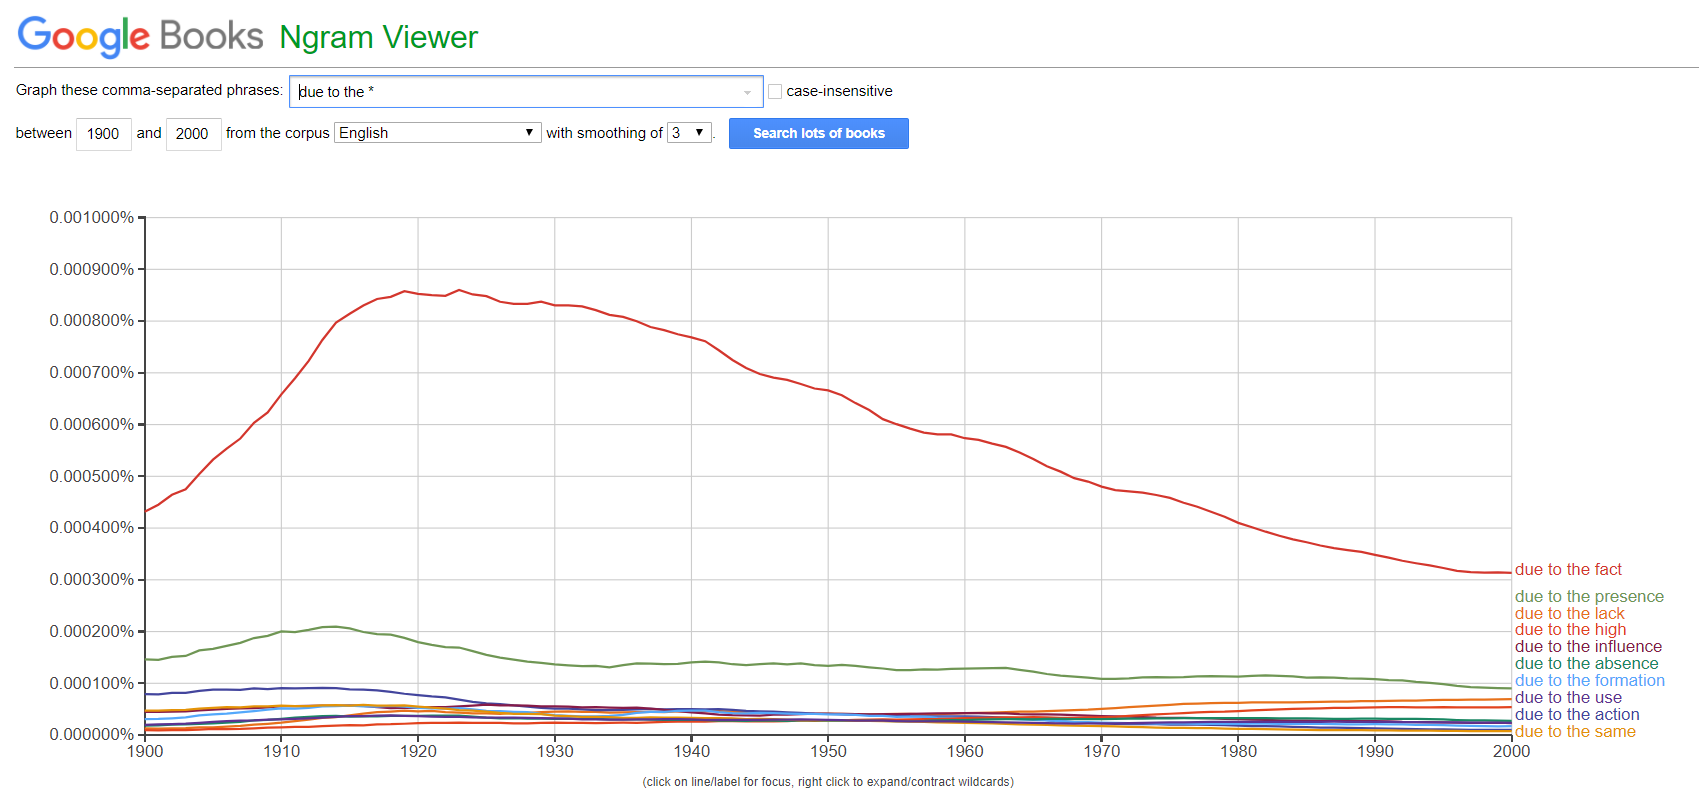 Google Books Ngram Viewer
Graph these comma-separated phrases: due to the * case-insensitive
between 1900 and 2000 from the corpus English with smoothing of 3 . Search lots of books
0.001000%
0.000900%
0.000800%
0.000700%
0.000600%
0.000500%
0.000400%
0.000300%
0.000200%
0.000100%
0.000000%
due to the fact
due to the presence
due to the lack
due to the high
due to the influence
due to the absence
due to the formation
due to the use
due to the action
due to the same
1900 1910 1920 1930 1940 1950 1960 1970 1980 1990 2000
(click on line/label for focus, right click to expand/contract wildcards)